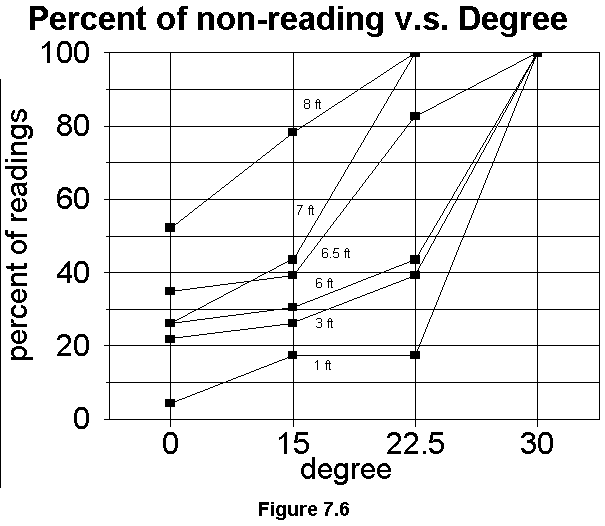 Percent of non-reading v.s. Degree
percent of readings
100
80
60
40
20
0
8 ft
7 ft
6.5 ft
6 ft
3 ft
1 ft
0 15 22.5 30
degree
Figure 7.6